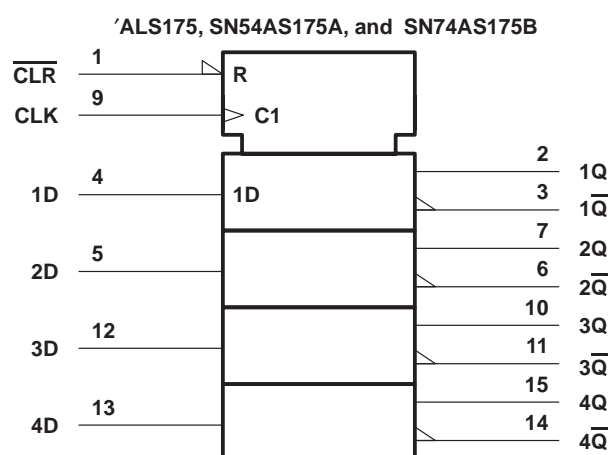 ′ALS175, SN54AS175A, and SN74AS175B
C̅L̅R̅ 1 R
CLK 9 C1
2 1Q
1D 4 1D
3 1Q̅
7 2Q
2D 5
6 2Q̅
10 3Q
3D 12
11 3Q̅
15 4Q
4D 13
14 4Q̅